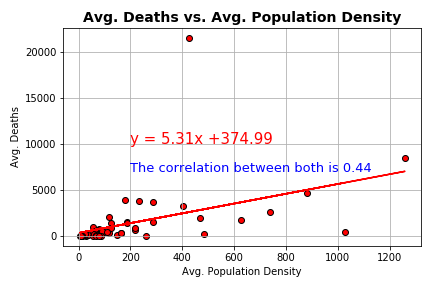 Avg. Deaths vs. Avg. Population Density
20000
15000
10000
5000
0
y = 5.31x +374.99
The correlation between both is 0.44
Avg. Deaths
0 200 400 600 800 1000 1200
Avg. Population Density